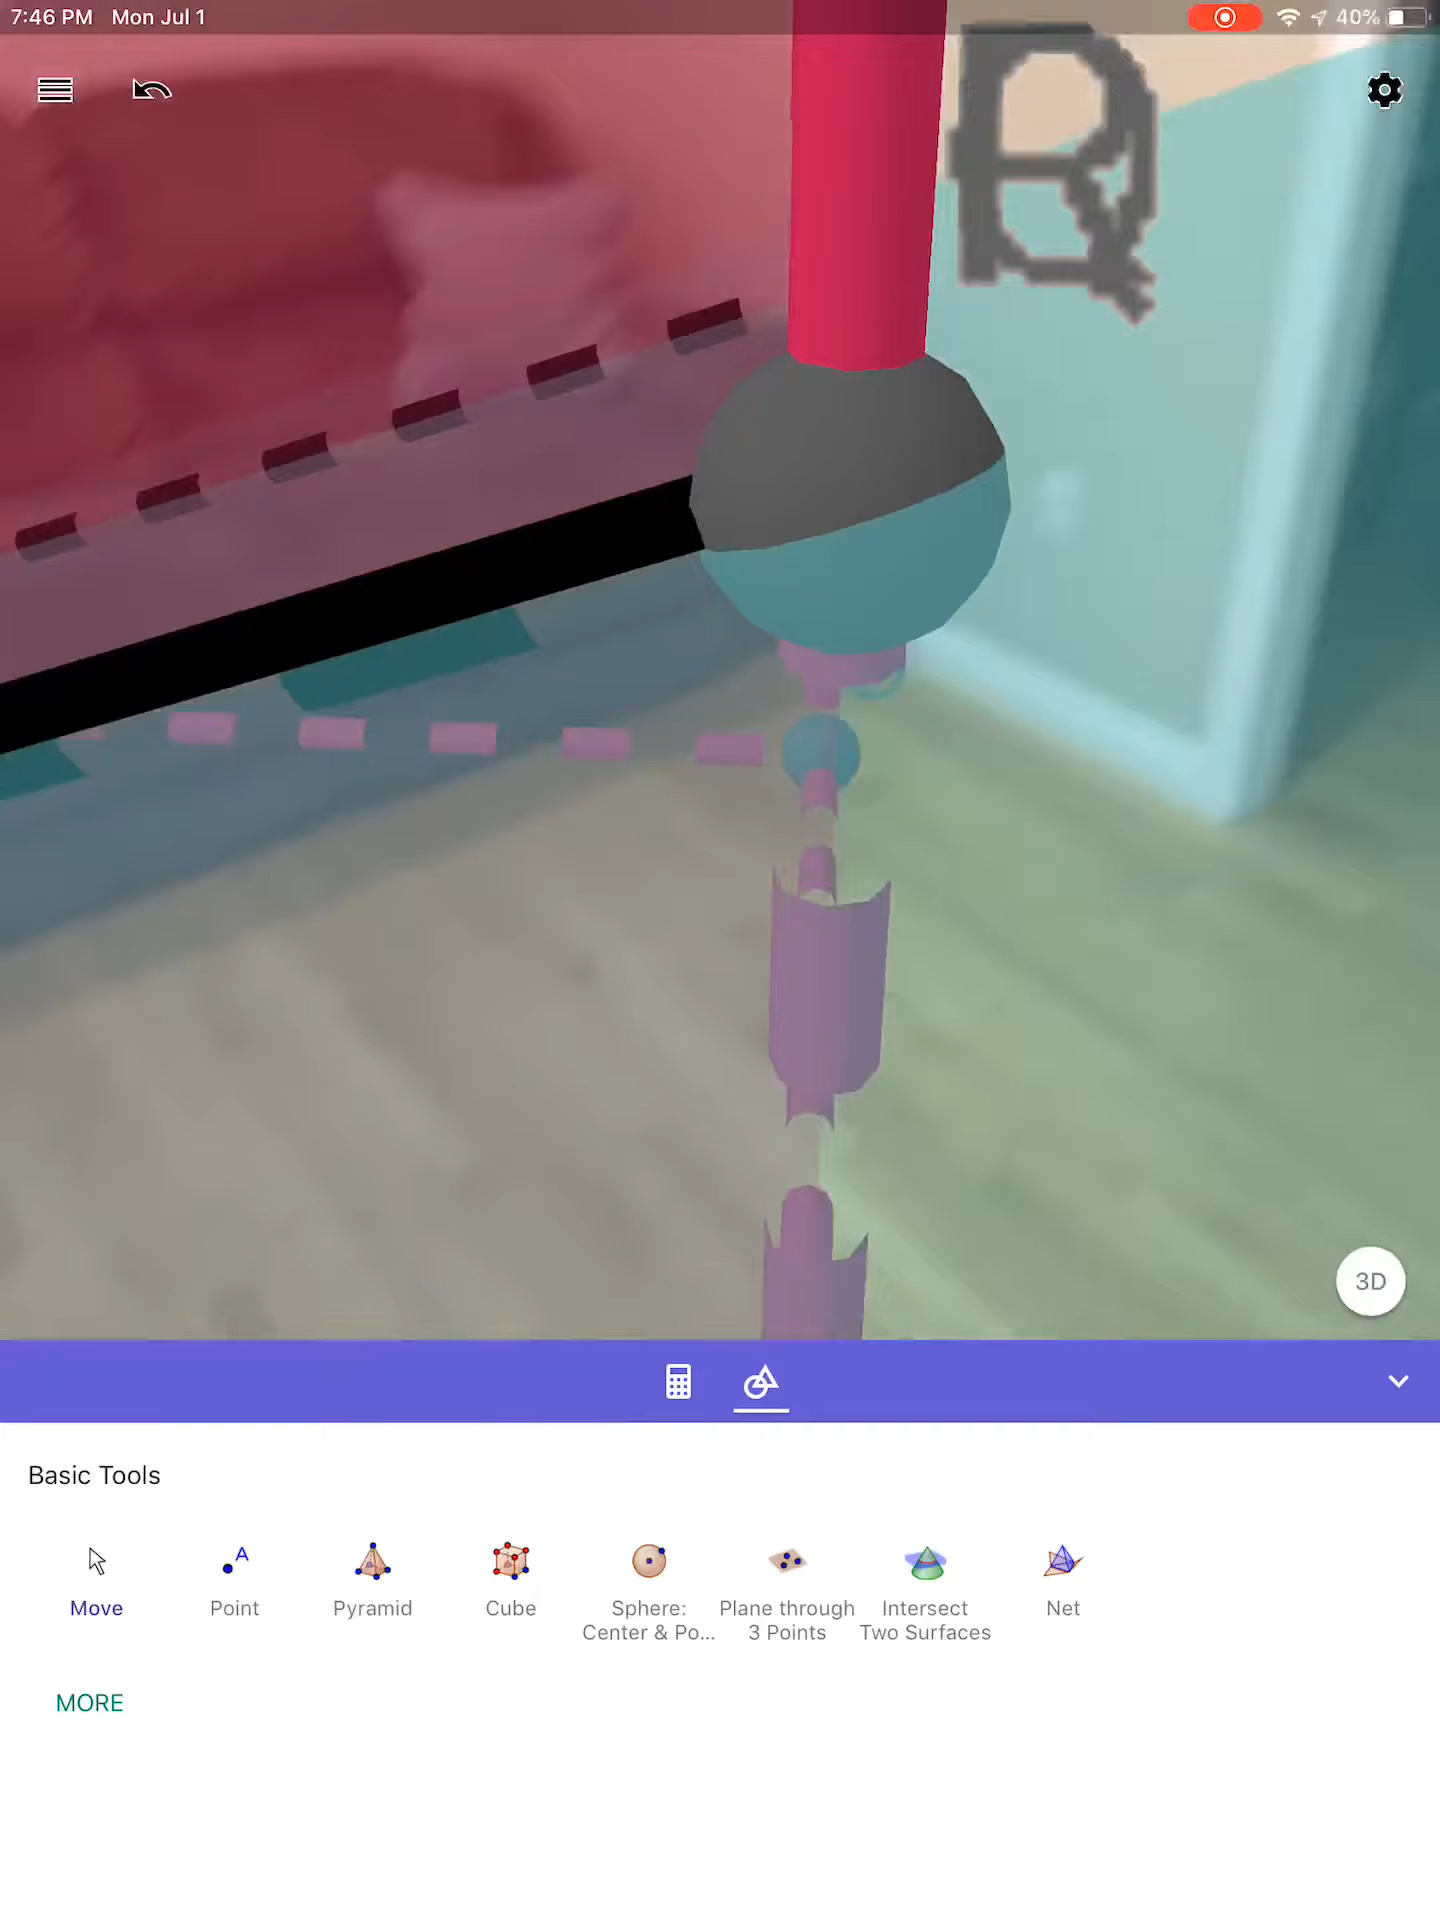 7:46 PM Mon Jul 1
40%
3D
Basic Tools
Move
Point
Pyramid
Cube
Sphere:
Center & Po...
Plane through
3 Points
Intersect
Two Surfaces
Net
MORE